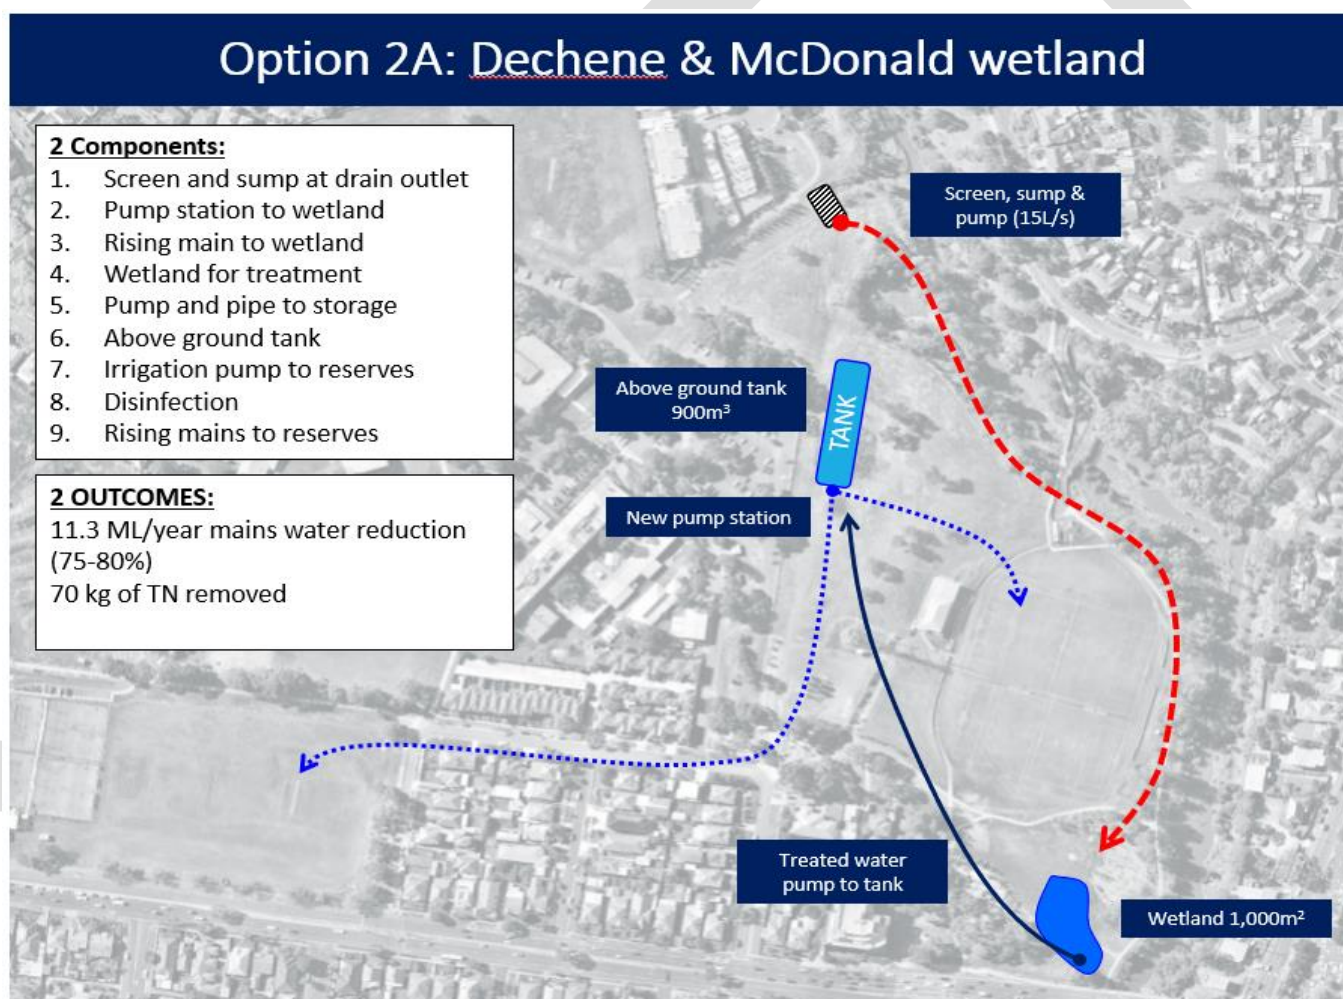 Option 2A: Dechene & McDonald wetland
2 Components:
1. Screen and sump at drain outlet
2. Pump station to wetland
3. Rising main to wetland
4. Wetland for treatment
5. Pump and pipe to storage
6. Above ground tank
7. Irrigation pump to reserves
8. Disinfection
9. Rising mains to reserves
2 OUTCOMES:
11.3 ML/year mains water reduction
(75-80%)
70 kg of TN removed
Screen, sump &
pump (15L/s)
Above ground tank
900m³
TANK
New pump station
Treated water
pump to tank
Wetland 1,000m²